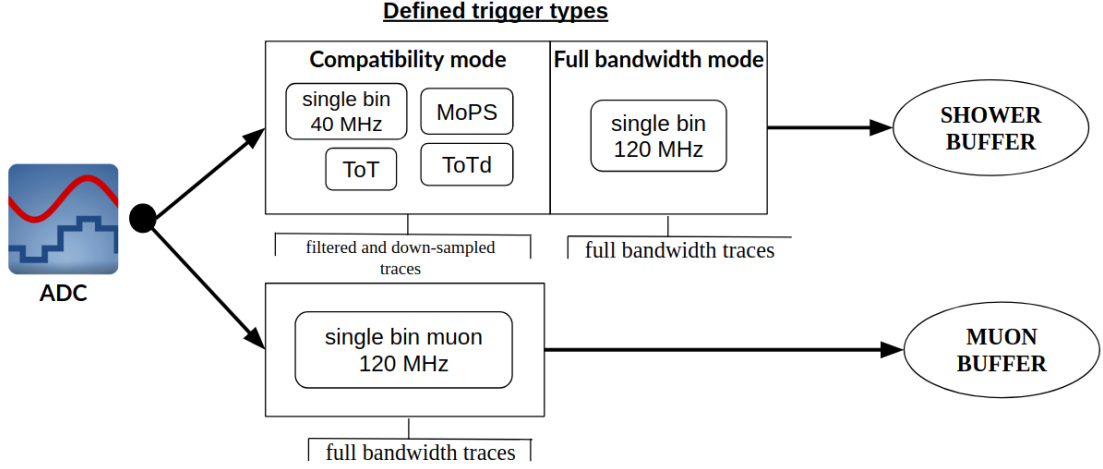 Defined trigger types
Compatibility mode
Full bandwidth mode
single bin
40 MHz
MoPS
ToT
ToTd
single bin
120 MHz
SHOWER
BUFFER
filtered and down-sampled
traces
full bandwidth traces
ADC
single bin muon
120 MHz
MUON
BUFFER
full bandwidth traces